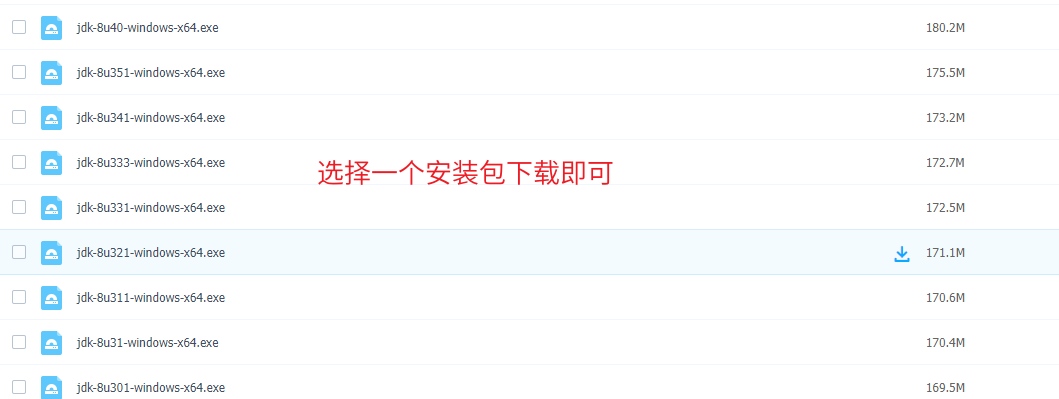 jdk-8u40-windows-x64.exe 180.2M
jdk-8u351-windows-x64.exe 175.5M
jdk-8u341-windows-x64.exe 173.2M
jdk-8u333-windows-x64.exe 172.7M
选择一个安装包下载即可
jdk-8u331-windows-x64.exe 172.5M
jdk-8u321-windows-x64.exe 171.1M
jdk-8u311-windows-x64.exe 170.6M
jdk-8u31-windows-x64.exe 170.4M
jdk-8u301-windows-x64.exe 169.5M